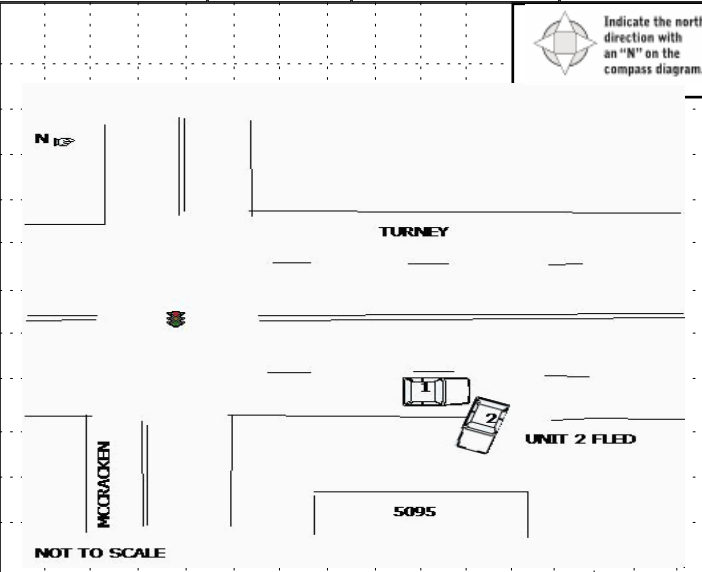 Indicate the north
direction with
an "N" on the
compass diagram.
N
TURNEY
1
2
UNIT 2 FLED
MCCRACKEN
5095
NOT TO SCALE